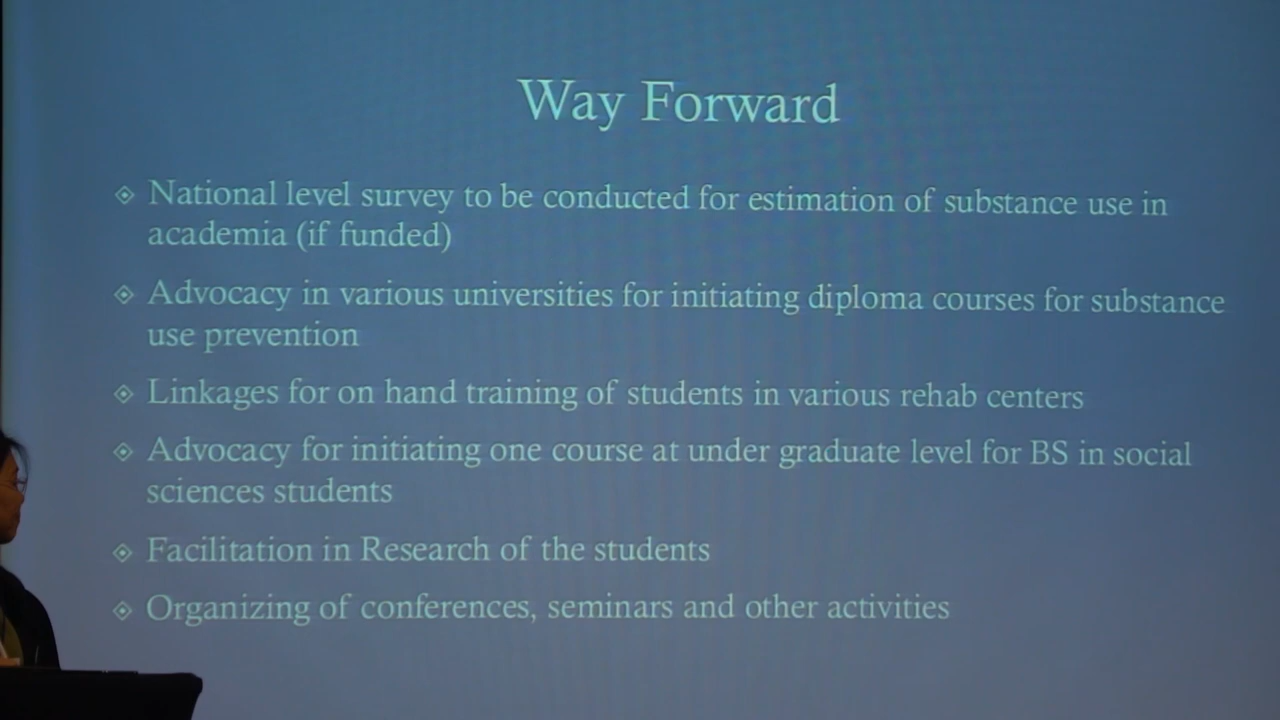 Way Forward
National level survey to be conducted for estimation of substance use in
academia (if funded)
Advocacy in various universities for initiating diploma courses for substance
use prevention
Linkages for on hand training of students in various rehab centers
Advocacy for initiating one course at under graduate level for BS in social
sciences students
Facilitation in Research of the students
Organizing of conferences, seminars and other activities